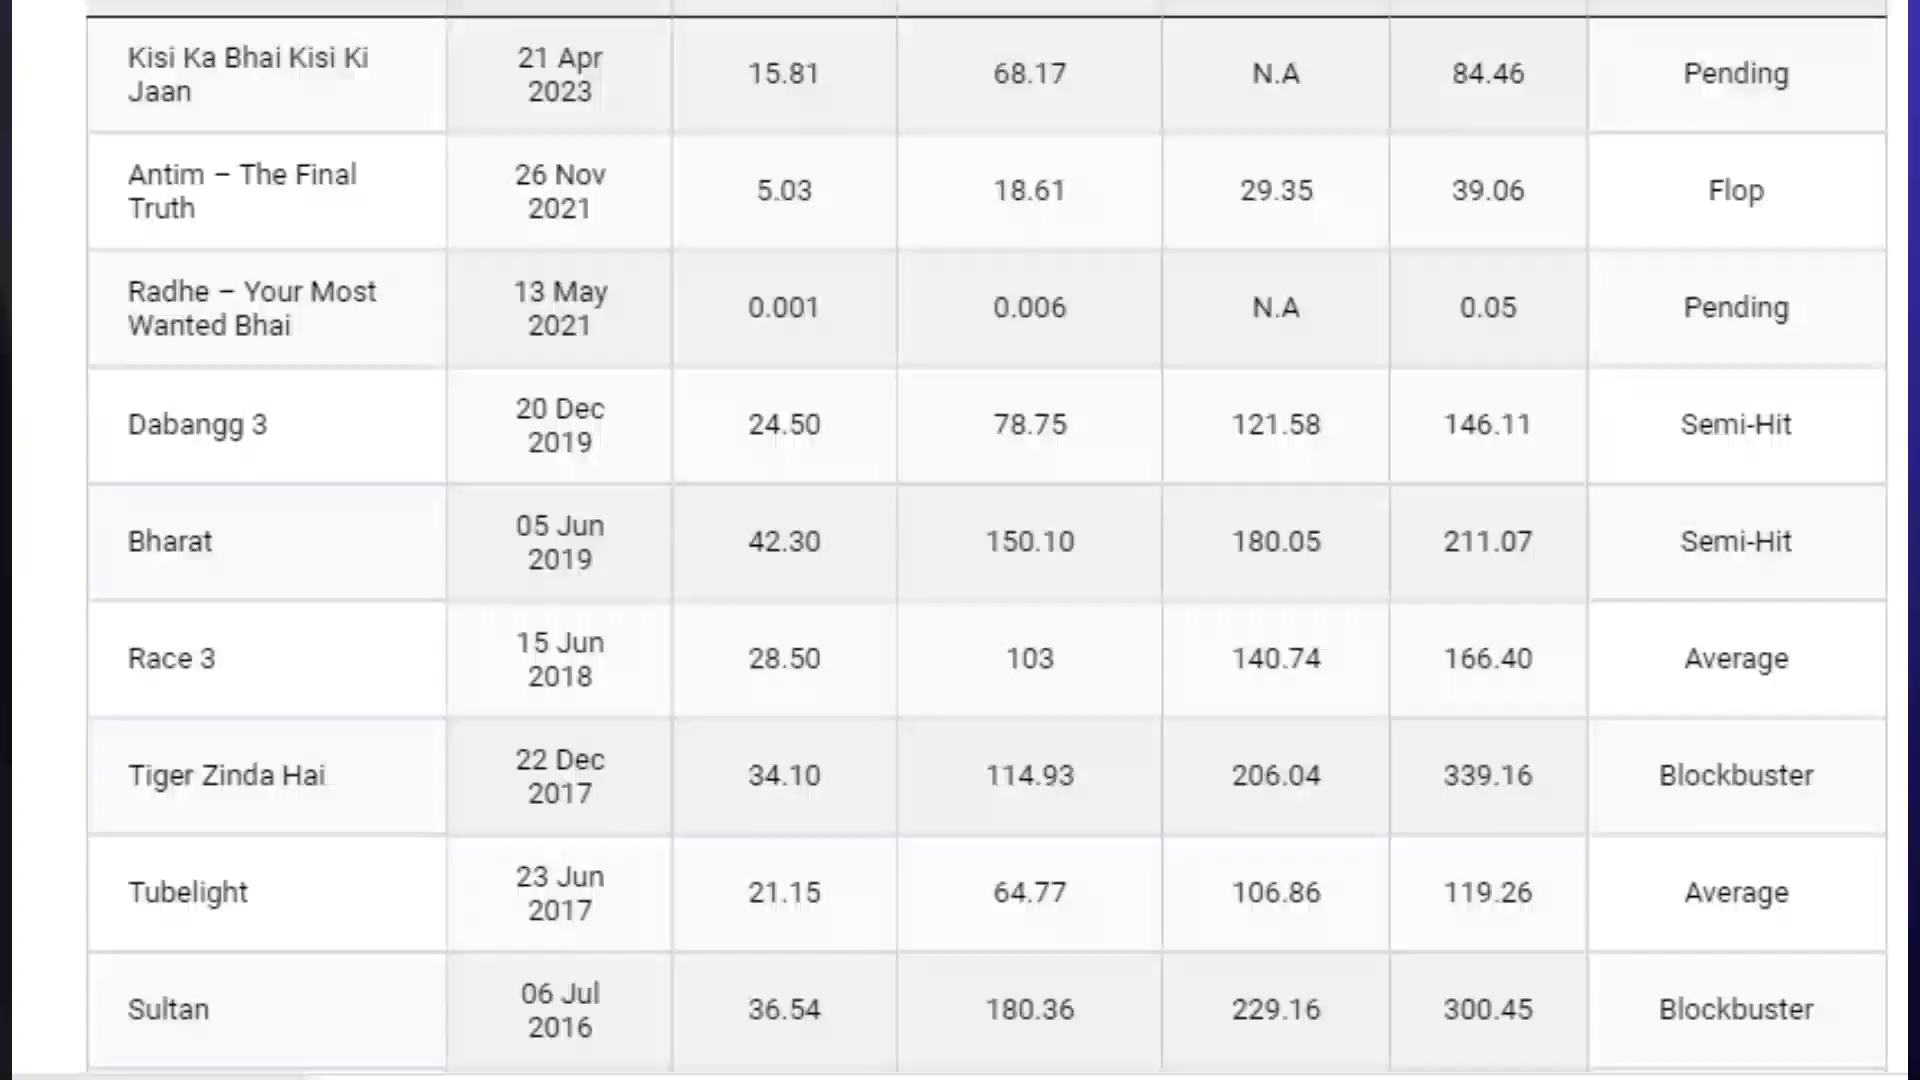 Kisi Ka Bhai Kisi Ki
Jaan
21 Apr
2023
15.81
68.17
N.A
84.46
Pending
Antim – The Final
Truth
26 Nov
2021
5.03
18.61
29.35
39.06
Flop
Radhe – Your Most
Wanted Bhai
13 May
2021
0.001
0.006
N.A
0.05
Pending
Dabangg 3
20 Dec
2019
24.50
78.75
121.58
146.11
Semi-Hit
Bharat
05 Jun
2019
42.30
150.10
180.05
211.07
Semi-Hit
Race 3
15 Jun
2018
28.50
103
140.74
166.40
Average
Tiger Zinda Hai
22 Dec
2017
34.10
114.93
206.04
339.16
Blockbuster
Tubelight
23 Jun
2017
21.15
64.77
106.86
119.26
Average
Sultan
06 Jul
2016
36.54
180.36
229.16
300.45
Blockbuster